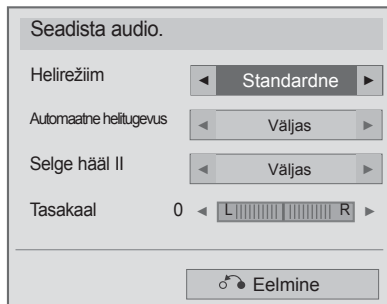 Seadista audio.
Helirežiim ◄ Standardne ►
Automaatne helitugevus ◄ Väljas ►
Selge hääl II ◄ Väljas ►
Tasakaal 0 ◄ L R ►
Eelmine